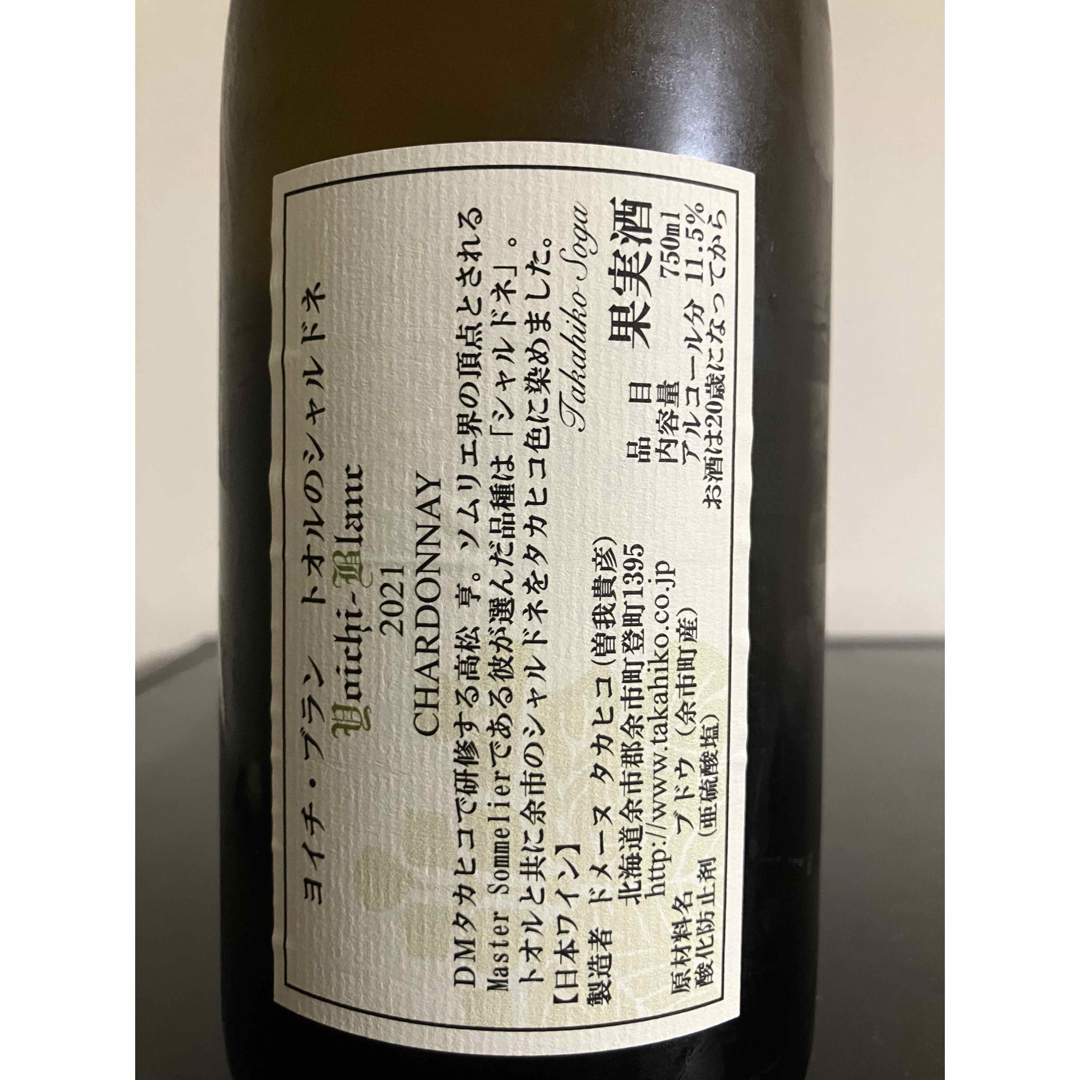 ヨイチ・ブラン　トオルのシャルドネ
Yoichi-Blanc
2021
CHARDONNAY
DMタカヒコで研修する高松 亨。ソムリエ界の頂点とされる
Master Sommelierである彼が選んだ品種は「シャルドネ」。
トオルと共に余市のシャルドネをタカヒコ色に染めました。
Takahiko Soga
【日本ワイン】
製造者　ドメーヌ タカヒコ（曽我貴彦）
北海道余市郡余市町登町1395
http://www.takahiko.co.jp
原材料名　ブドウ（余市町産）
酸化防止剤（亜硫酸塩）
品　目　果実酒
内容量　750ml
アルコール分　11.5%
お酒は20歳になってから